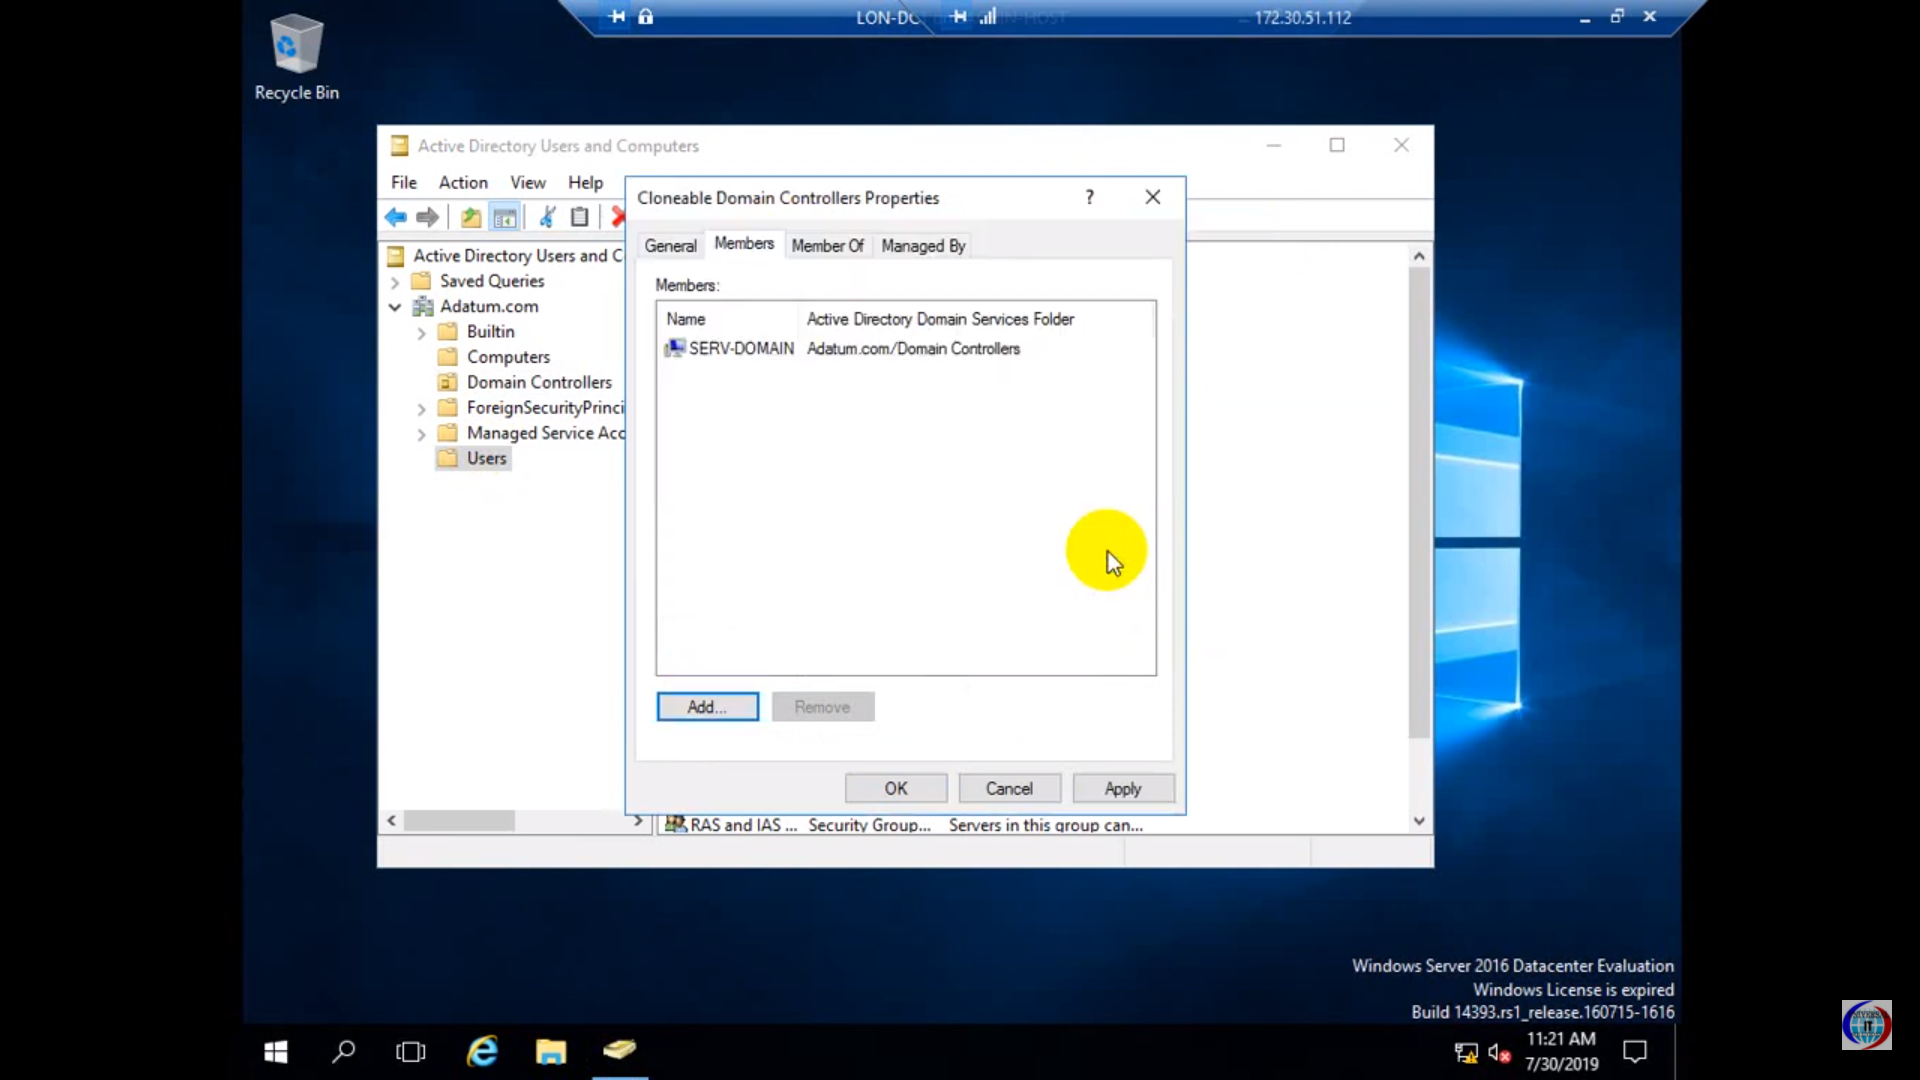 LON-DC
172.30.51.112
Recycle Bin
Active Directory Users and Computers
File Action View Help
Cloneable Domain Controllers Properties
General Members Member Of Managed By
Active Directory Users and C
Saved Queries
Adatum.com
Builtin
Computers
Domain Controllers
ForeignSecurityPrinci
Managed Service Acc
Users
Members:
Name Active Directory Domain Services Folder
SERV-DOMAIN Adatum.com/Domain Controllers
Add... Remove
OK Cancel Apply
RAS and IAS ... Security Group... Servers in this group can...
Windows Server 2016 Datacenter Evaluation
Windows License is expired
Build 14393.rs1_release.160715-1616
11:21 AM
7/30/2019
IT